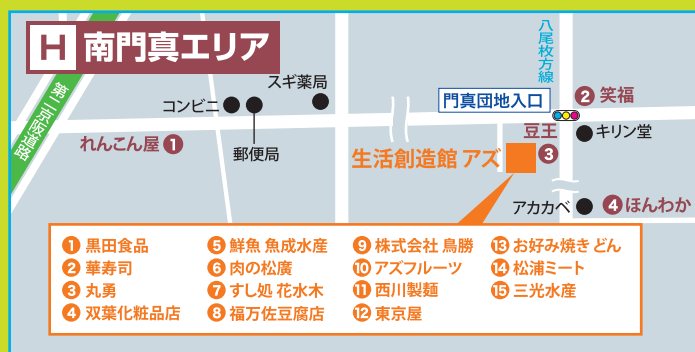 H 南門真エリア
八尾枚方線
第二京阪道路
スギ薬局
コンビニ
郵便局
門真団地入口
2 笑福
れんこん屋 1
豆王
3
キリン堂
生活創造館 アズ
アカカベ
4 ほんわか
1 黒田食品
2 華寿司
3 丸勇
4 双葉化粧品店
5 鮮魚 魚成水産
6 肉の松廣
7 すし処 花水木
8 福万佐豆腐店
9 株式会社 鳥勝
10 アズフルーツ
11 西川製麺
12 東京屋
13 お好み焼き どん
14 松浦ミート
15 三光水産